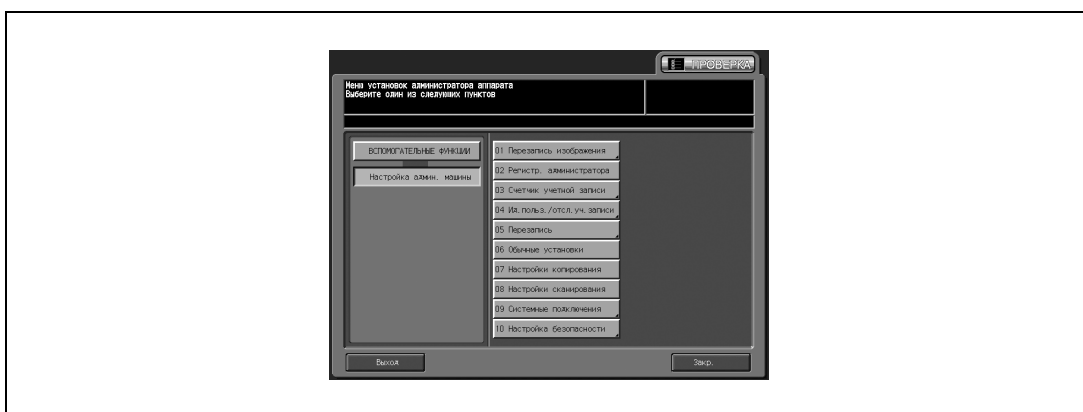 ПРОВЕРКА
Меню установок администратора аппарата
Выберите один из следующих пунктов
ВСПОМОГАТЕЛЬНЫЕ ФУНКЦИИ
Настройка админ. машины
01 Перезапись изображения
02 Регистр. администратора
03 Счетчик учетной записи
04 Ид.польз./отсл.уч.записи
05 Перезапись
06 Обычные установки
07 Настройки копирования
08 Настройки сканирования
09 Системные подключения
10 Настройка безопасности
Выход
Закр.